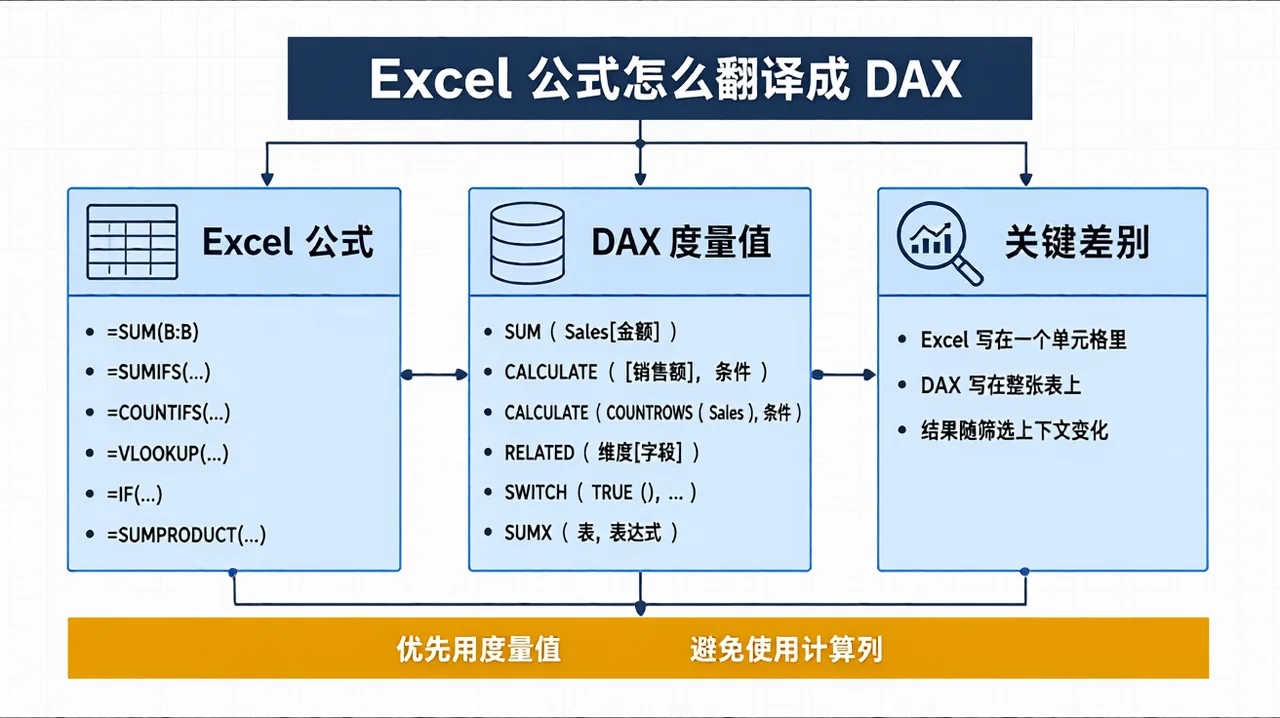 Excel 公式怎么翻译成 DAX
Excel 公式
=SUM(B:B)
=SUMIFS(...)
=COUNTIFS(...)
=VLOOKUP(...)
=IF(...)
=SUMPRODUCT(...)
DAX 度量值
SUM ( Sales[金额] )
CALCULATE ( [销售额], 条件 )
CALCULATE ( COUNTROWS ( Sales ), 条件 )
RELATED ( 维度[字段] )
SWITCH ( TRUE (), ... )
SUMX ( 表, 表达式 )
关键差别
Excel 写在一个单元格里
DAX 写在整张表上
结果随筛选上下文变化
优先用度量值 避免使用计算列